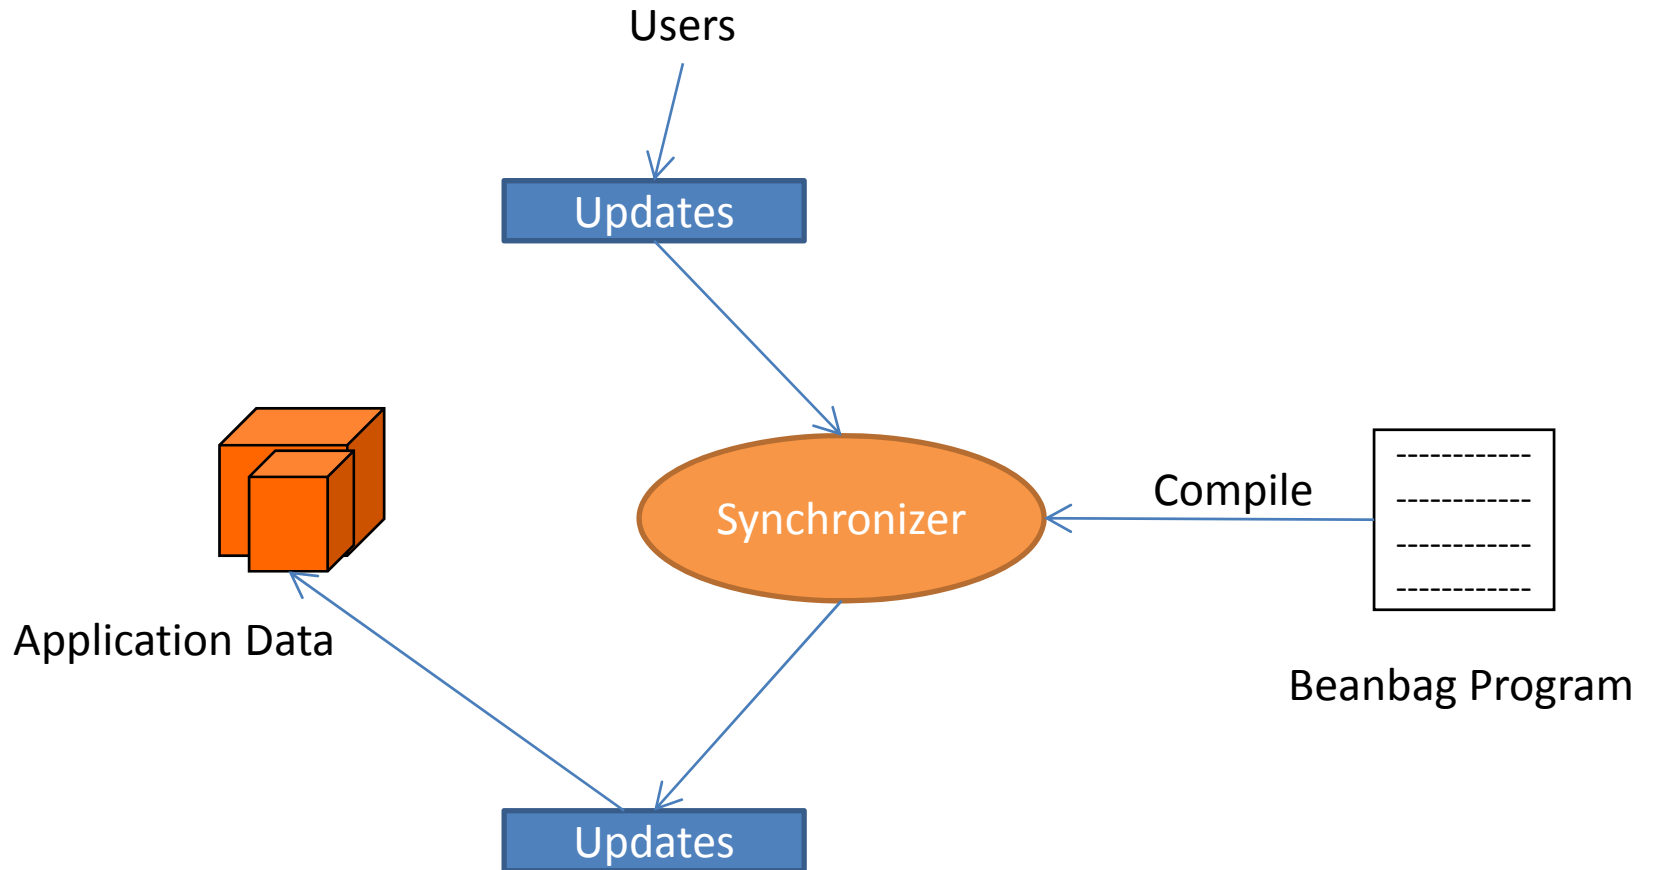 Users
Updates
Synchronizer
Compile
------------
------------
------------
------------
Application Data
Beanbag Program
Updates